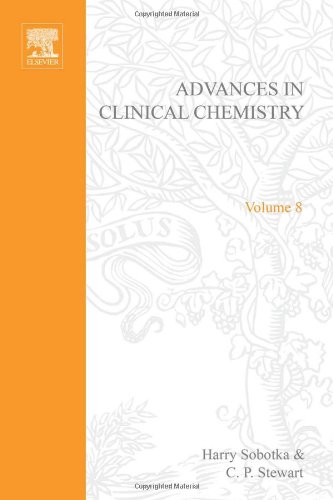 ELSEVIER
ADVANCES IN
CLINICAL CHEMISTRY
Volume 8
SOLUS
Harry Sobotka &
C. P. Stewart